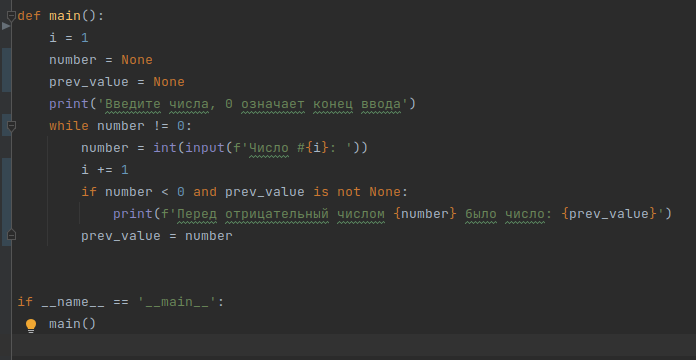 def main():
    i = 1
    number = None
    prev_value = None
    print('Введите числа, 0 означает конец ввода')
    while number != 0:
        number = int(input(f'Число #{i}: '))
        i += 1
        if number < 0 and prev_value is not None:
            print(f'Перед отрицательный числом {number} было число: {prev_value}')
        prev_value = number
if __name__ == '__main__':
    main()